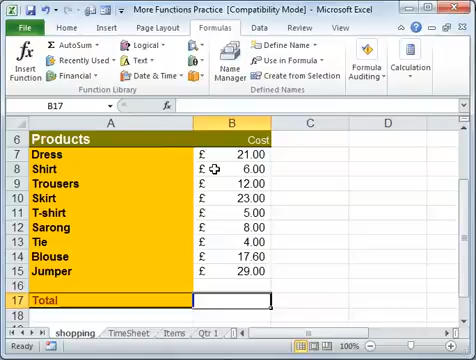 More Functions Practice [Compatibility Mode] - Microsoft Excel
File Home Insert Page Layout Formulas Data Review View
fx Insert Function
AutoSum
Recently Used
Financial
Logical
Text
Date & Time
Function Library
Name Manager
Define Name
Use in Formula
Create from Selection
Defined Names
Formula Auditing
Calculation
B17 fx
A B C D
6 Products Cost
7 Dress £ 21.00
8 Shirt £ 6.00
9 Trousers £ 12.00
10 Skirt £ 23.00
11 T-shirt £ 5.00
12 Sarong £ 8.00
13 Tie £ 4.00
14 Blouse £ 17.60
15 Jumper £ 29.00
16
17 Total
18
shopping TimeSheet Items Qtr 1
Ready 100%